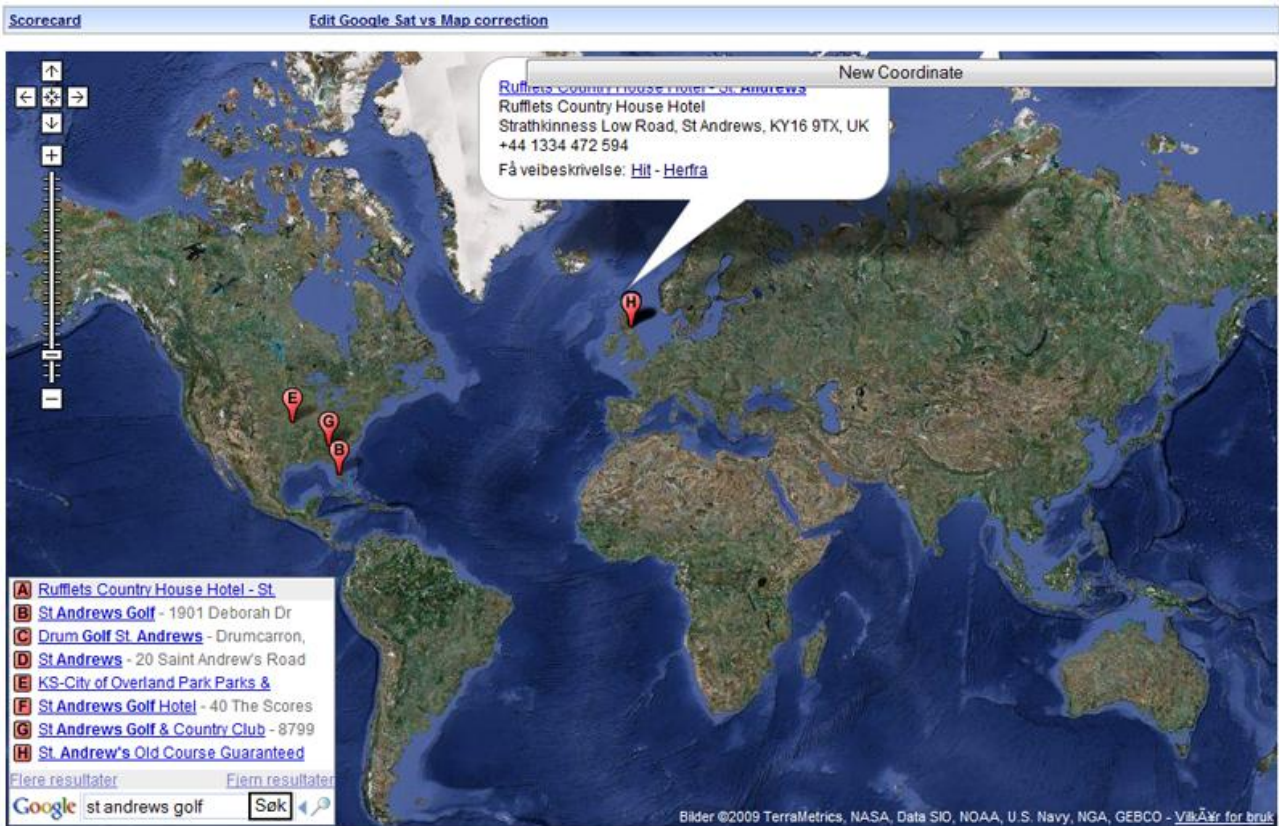 Scorecard Edit Google Sat vs Map correction
New Coordinate
Rufflets Country House Hotel - St. Andrews
Rufflets Country House Hotel
Strathkinness Low Road, St Andrews, KY16 9TX, UK
+44 1334 472 594
Få veibeskrivelse: Hit - Herfra
H
E
G
B
A Rufflets Country House Hotel - St.
B St Andrews Golf - 1901 Deborah Dr
C Drum Golf St. Andrews - Drumcarron,
D St Andrews - 20 Saint Andrew's Road
E KS-City of Overland Park Parks &
F St Andrews Golf Hotel - 40 The Scores
G St Andrews Golf & Country Club - 8799
H St. Andrew's Old Course Guaranteed
Flere resultater Fjern resultater
Google st andrews golf Søk
Bilder ©2009 TerraMetrics, NASA, Data SIO, NOAA, U.S. Navy, NGA, GEBCO - VilkÃ¥r for bruk